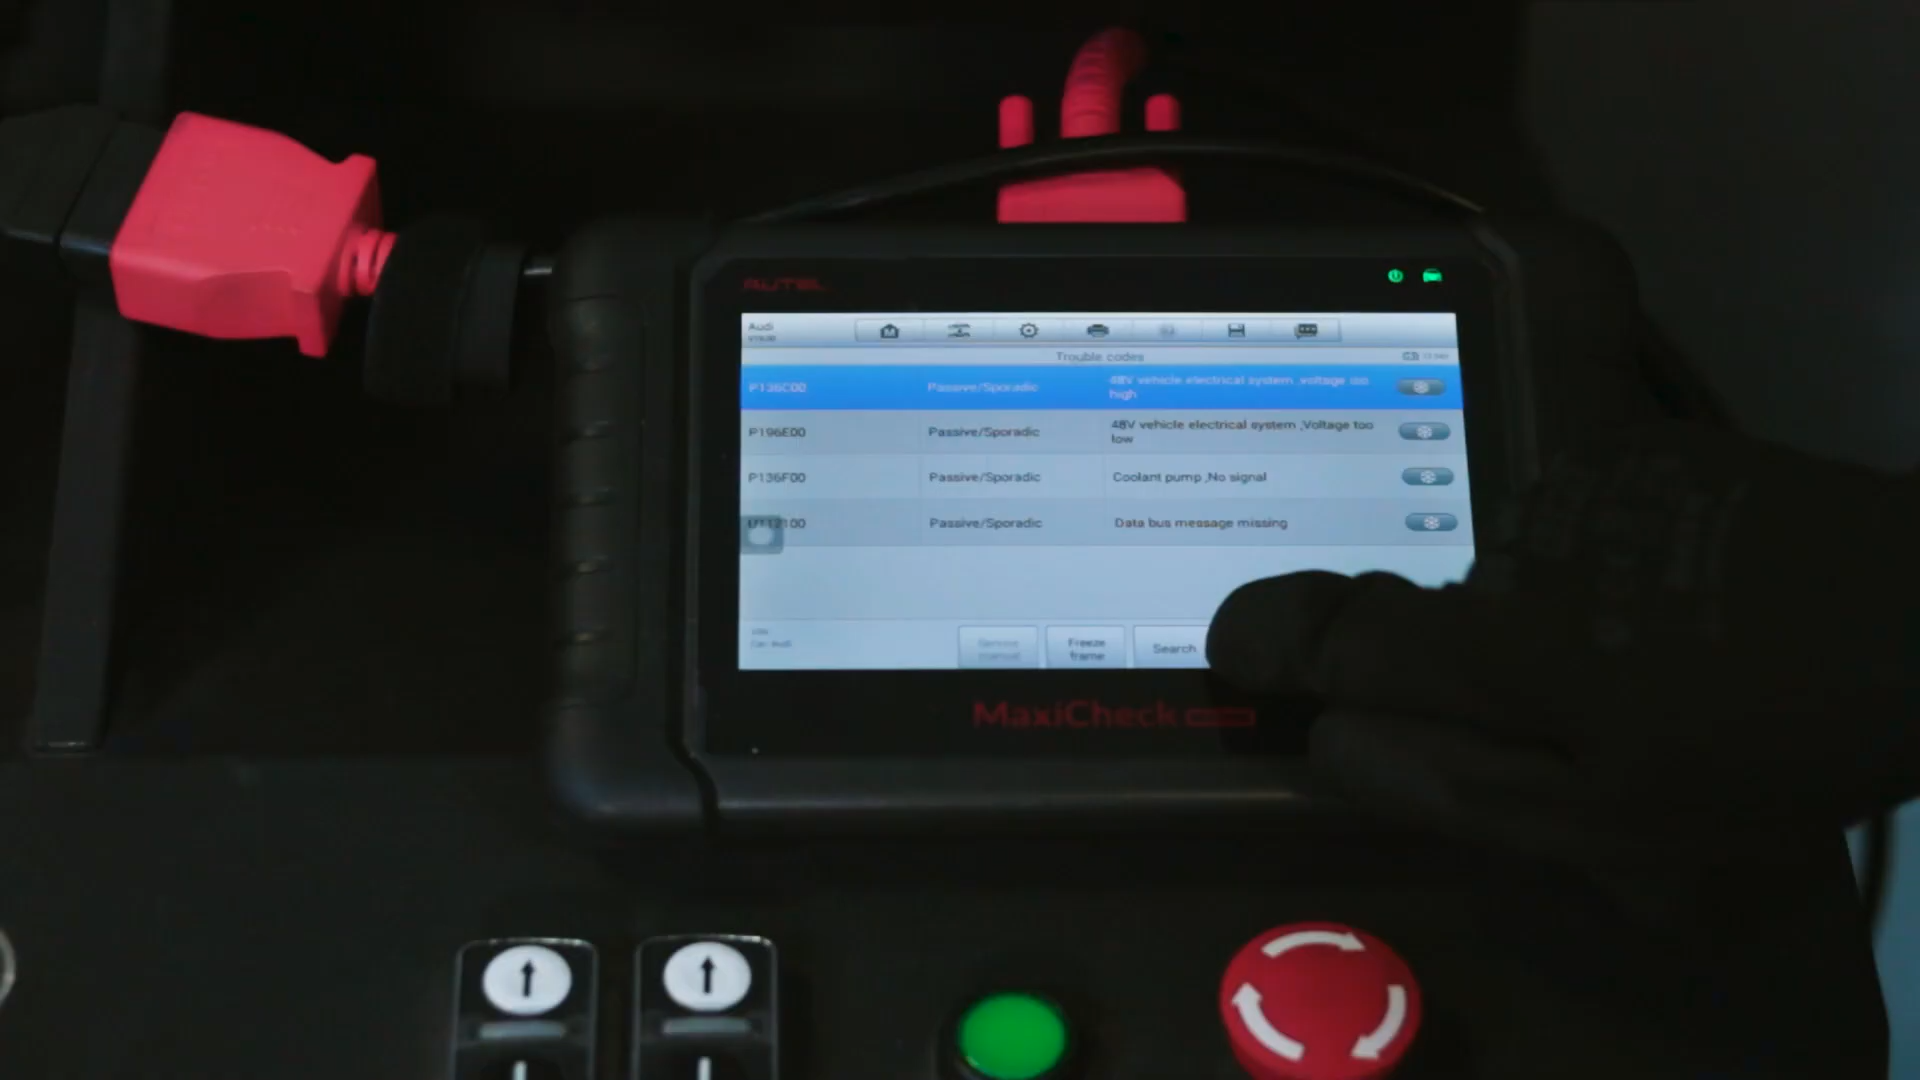 AUTEL
Audi
Trouble codes
P136C00 Passive/Sporadic 48V vehicle electrical system ,voltage too
high
P196E00 Passive/Sporadic 48V vehicle electrical system ,Voltage too
low
P136F00 Passive/Sporadic Coolant pump ,No signal
U112100 Passive/Sporadic Data bus message missing
Freeze
frame
Search
MaxiCheck